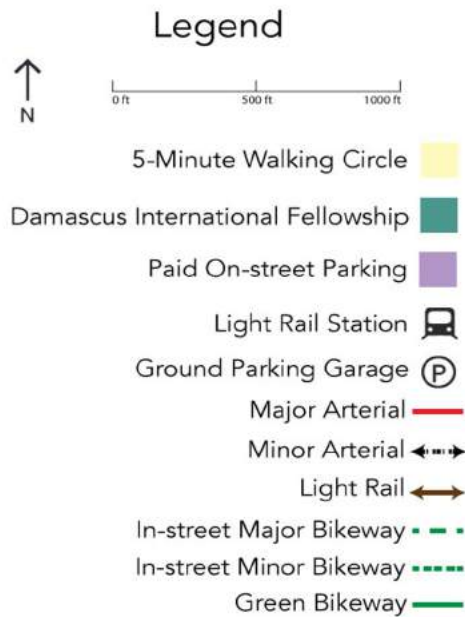 Legend
N
0 ft 500 ft 1000 ft
5-Minute Walking Circle
Damascus International Fellowship
Paid On-street Parking
Light Rail Station
Ground Parking Garage P
Major Arterial
Minor Arterial
Light Rail
In-street Major Bikeway
In-street Minor Bikeway
Green Bikeway